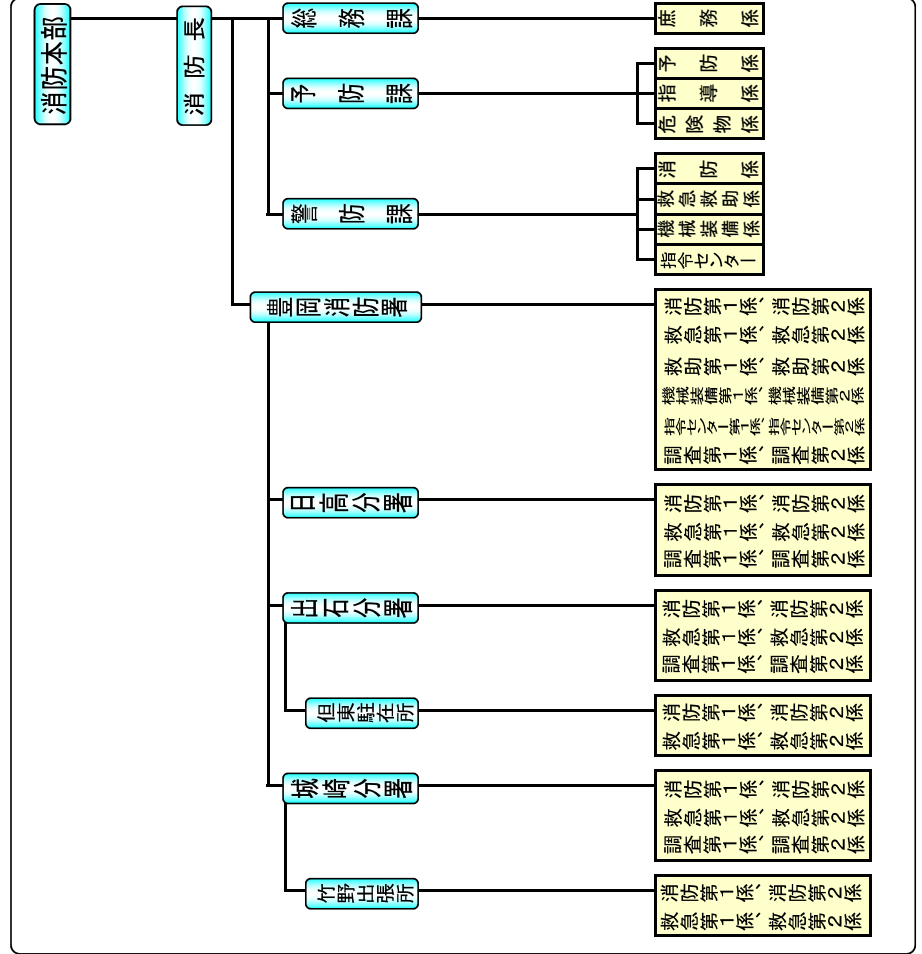 消防本部
消防長
総務課
庶務係
予防課
予防係
指導係
危険物係
警防課
消防係
救急救助係
機械装備係
指令センター
豊岡消防署
消防第1係、消防第2係
救急第1係、救急第2係
救助第1係、救助第2係
機械装備第1係、機械装備第2係
指令センター第1係、指令センター第2係
調査第1係、調査第2係
日高分署
消防第1係、消防第2係
救急第1係、救急第2係
調査第1係、調査第2係
出石分署
消防第1係、消防第2係
救急第1係、救急第2係
調査第1係、調査第2係
但東駐在所
消防第1係、消防第2係
救急第1係、救急第2係
城崎分署
消防第1係、消防第2係
救急第1係、救急第2係
調査第1係、調査第2係
竹野出張所
消防第1係、消防第2係
救急第1係、救急第2係